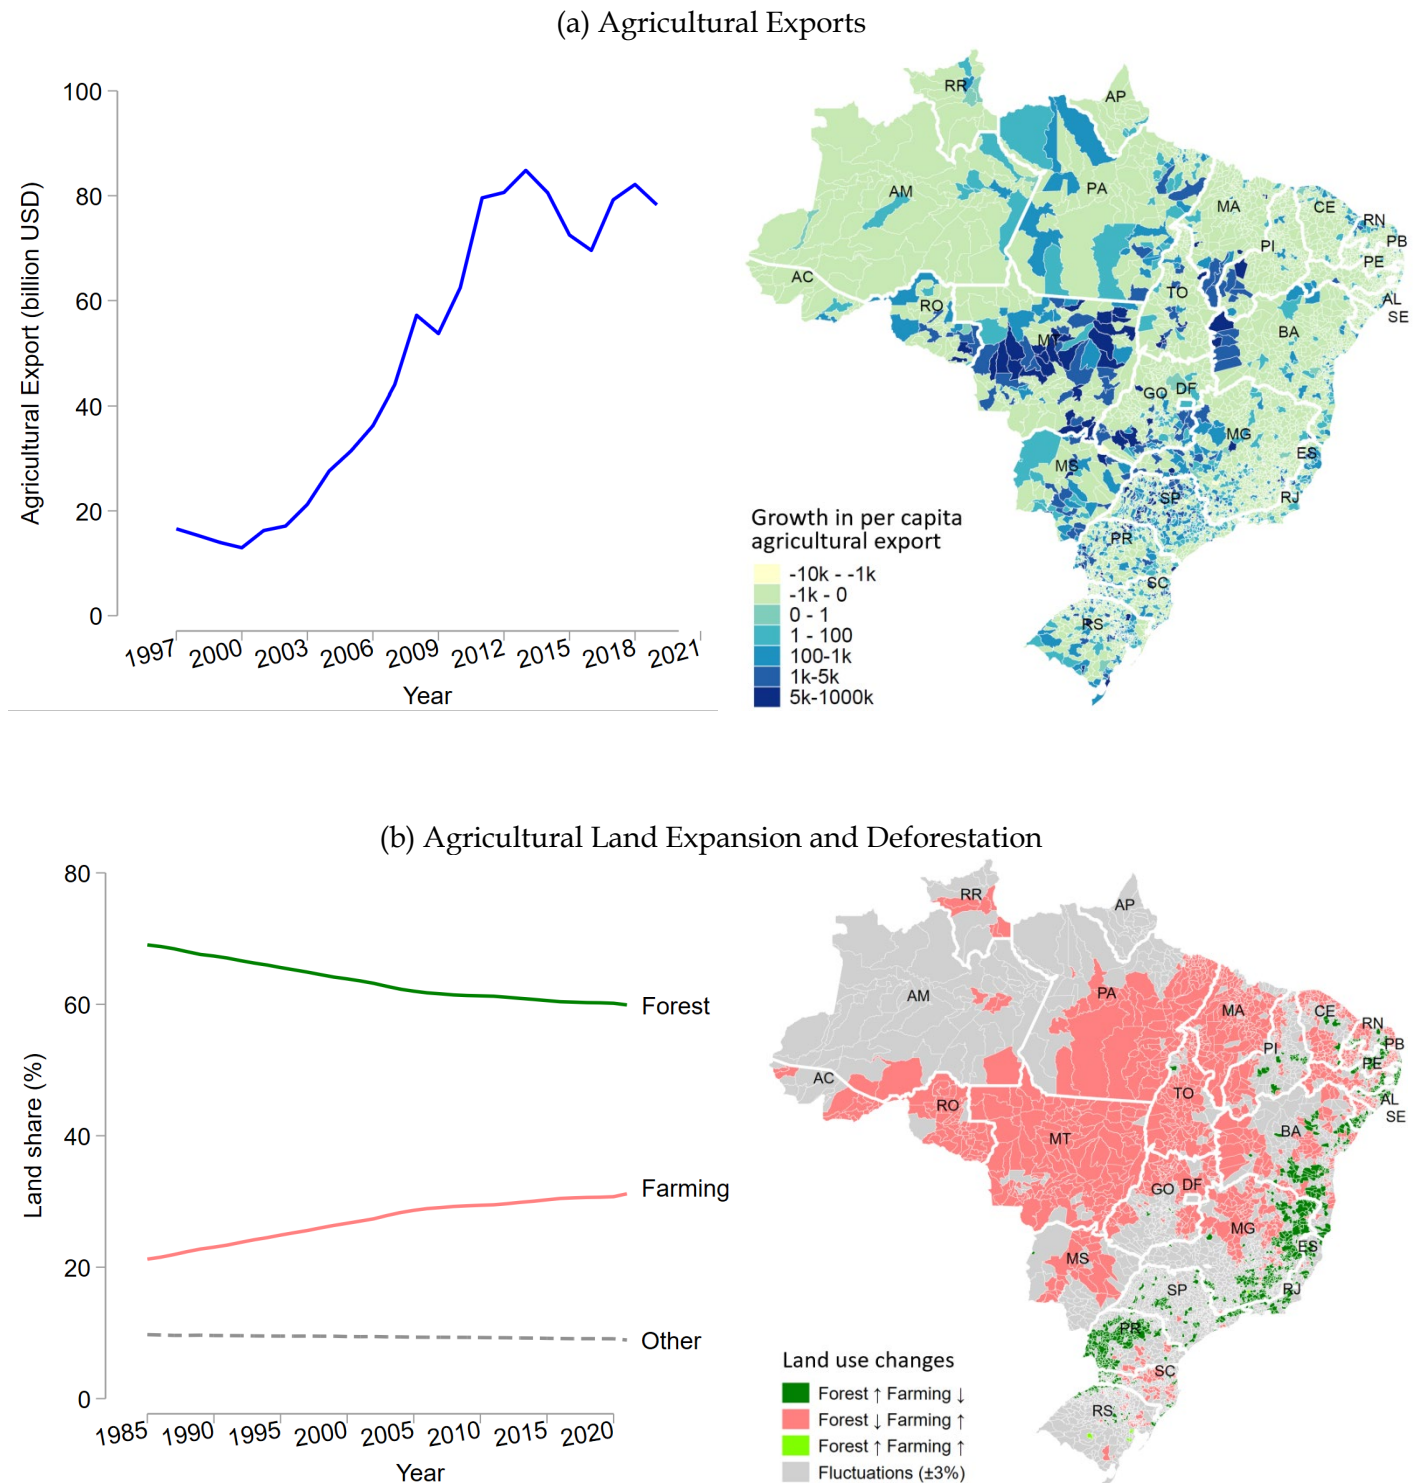 (a) Agricultural Exports
Agricultural Export (billion USD)
100
80
60
40
20
0
1997 2000 2003 2006 2009 2012 2015 2018 2021
Year
RR
AP
AM
PA
MA
CE
RN
PB
PI
PE
AC
TO
AL
RO
SE
BA
MT
GO
DF
MG
ES
MS
SP
RJ
PR
SC
RS
Growth in per capita
agricultural export
-10k - -1k
-1k - 0
0 - 1
1 - 100
100-1k
1k-5k
5k-1000k
(b) Agricultural Land Expansion and Deforestation
Land share (%)
80
60
40
20
0
Forest
Farming
Other
1985 1990 1995 2000 2005 2010 2015 2020
Year
RR
AP
AM
PA
MA
CE
RN
PB
PI
PE
AC
TO
AL
RO
SE
BA
MT
GO
DF
MG
ES
MS
SP
RJ
PR
SC
RS
Land use changes
Forest ↑ Farming ↓
Forest ↓ Farming ↑
Forest ↑ Farming ↑
Fluctuations (±3%)